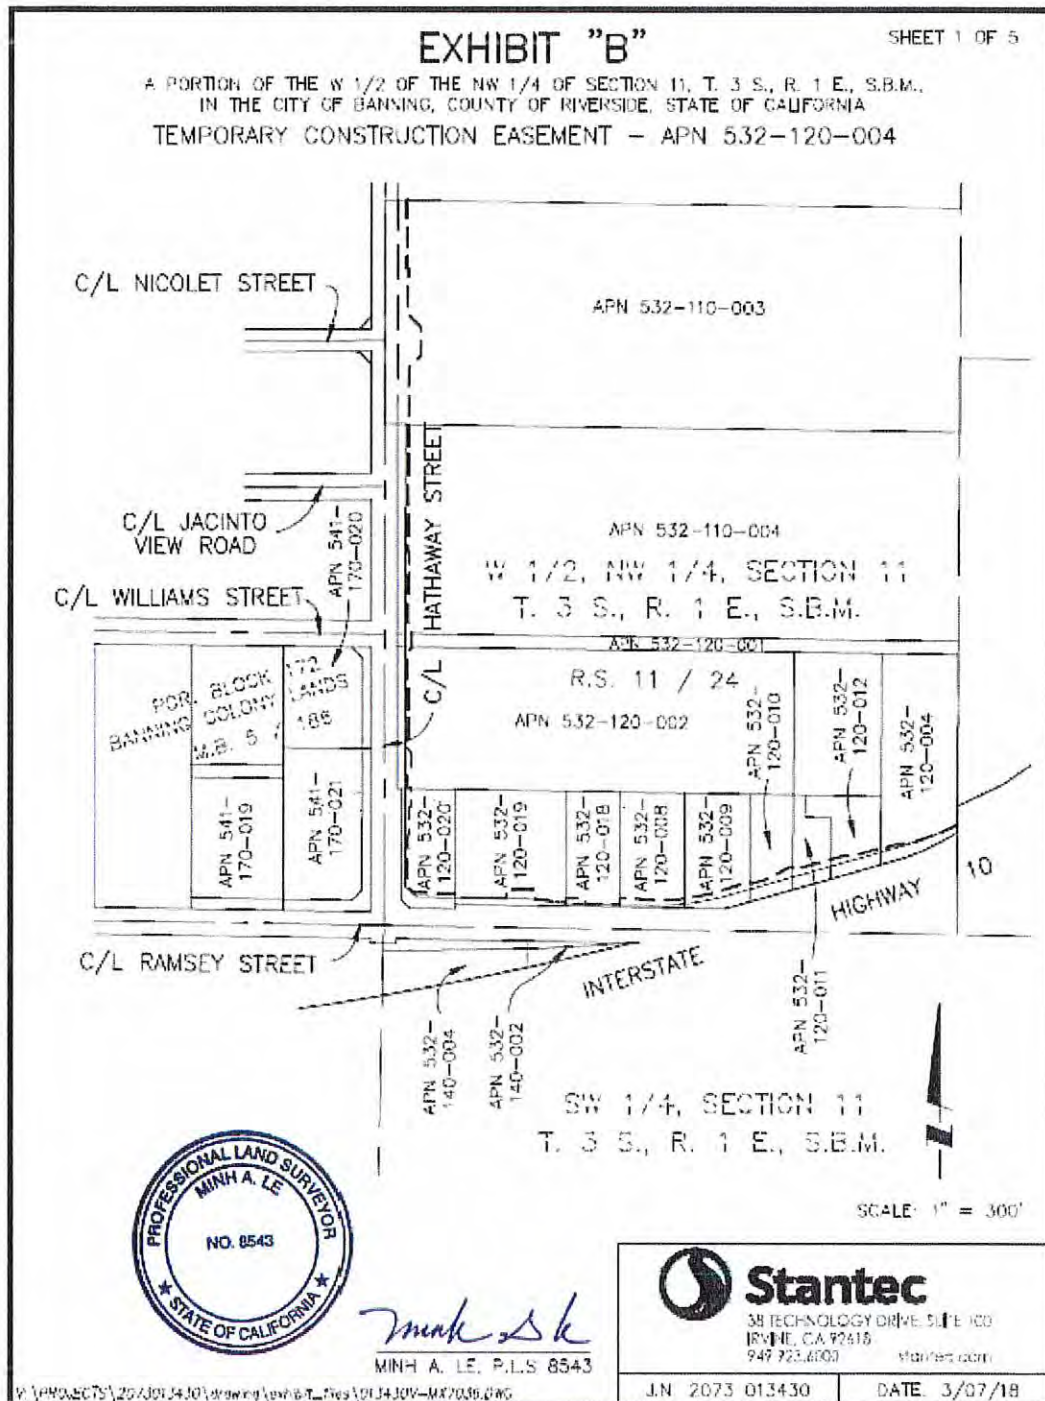 SHEET 1 OF 5
EXHIBIT "B"
A PORTION OF THE W 1/2 OF THE NW 1/4 OF SECTION 11, T. 3 S., R. 1 E., S.B.M.,
IN THE CITY OF BANNING, COUNTY OF RIVERSIDE, STATE OF CALIFORNIA
TEMPORARY CONSTRUCTION EASEMENT – APN 532-120-004
C/L NICOLET STREET
APN 532-110-003
C/L HATHAWAY STREET
C/L JACINTO
VIEW ROAD
APN 541-
170-020
APN 532-110-004
W 1/2, NW 1/4, SECTION 11
T. 3 S., R. 1 E., S.B.M.
C/L WILLIAMS STREET
APN 532-120-001
POR. BLOCK 172
BANNING COLONY LANDS
M.B. 5 / 186
R.S. 11 / 24
APN 532-120-002
APN 532-
120-010
APN 532-
120-012
APN 532-
120-004
APN 541-
170-019
APN 541-
170-021
APN 532-
120-020
APN 532-
120-019
APN 532-
120-018
APN 532-
120-008
APN 532-
120-009
10
HIGHWAY
INTERSTATE
C/L RAMSEY STREET
APN 532-
120-011
APN 532-
140-004
APN 532-
140-002
SW 1/4, SECTION 11
T. 3 S., R. 1 E., S.B.M.
SCALE: 1" = 300'
PROFESSIONAL LAND SURVEYOR
MINH A. LE
NO. 8543
STATE OF CALIFORNIA
MINH A. LE, P.L.S 8543
Stantec
38 TECHNOLOGY DRIVE, SUITE 100
IRVINE, CA 92618
949.923.6000 stantec.com
J.N. 2073 013430
DATE: 3/07/18